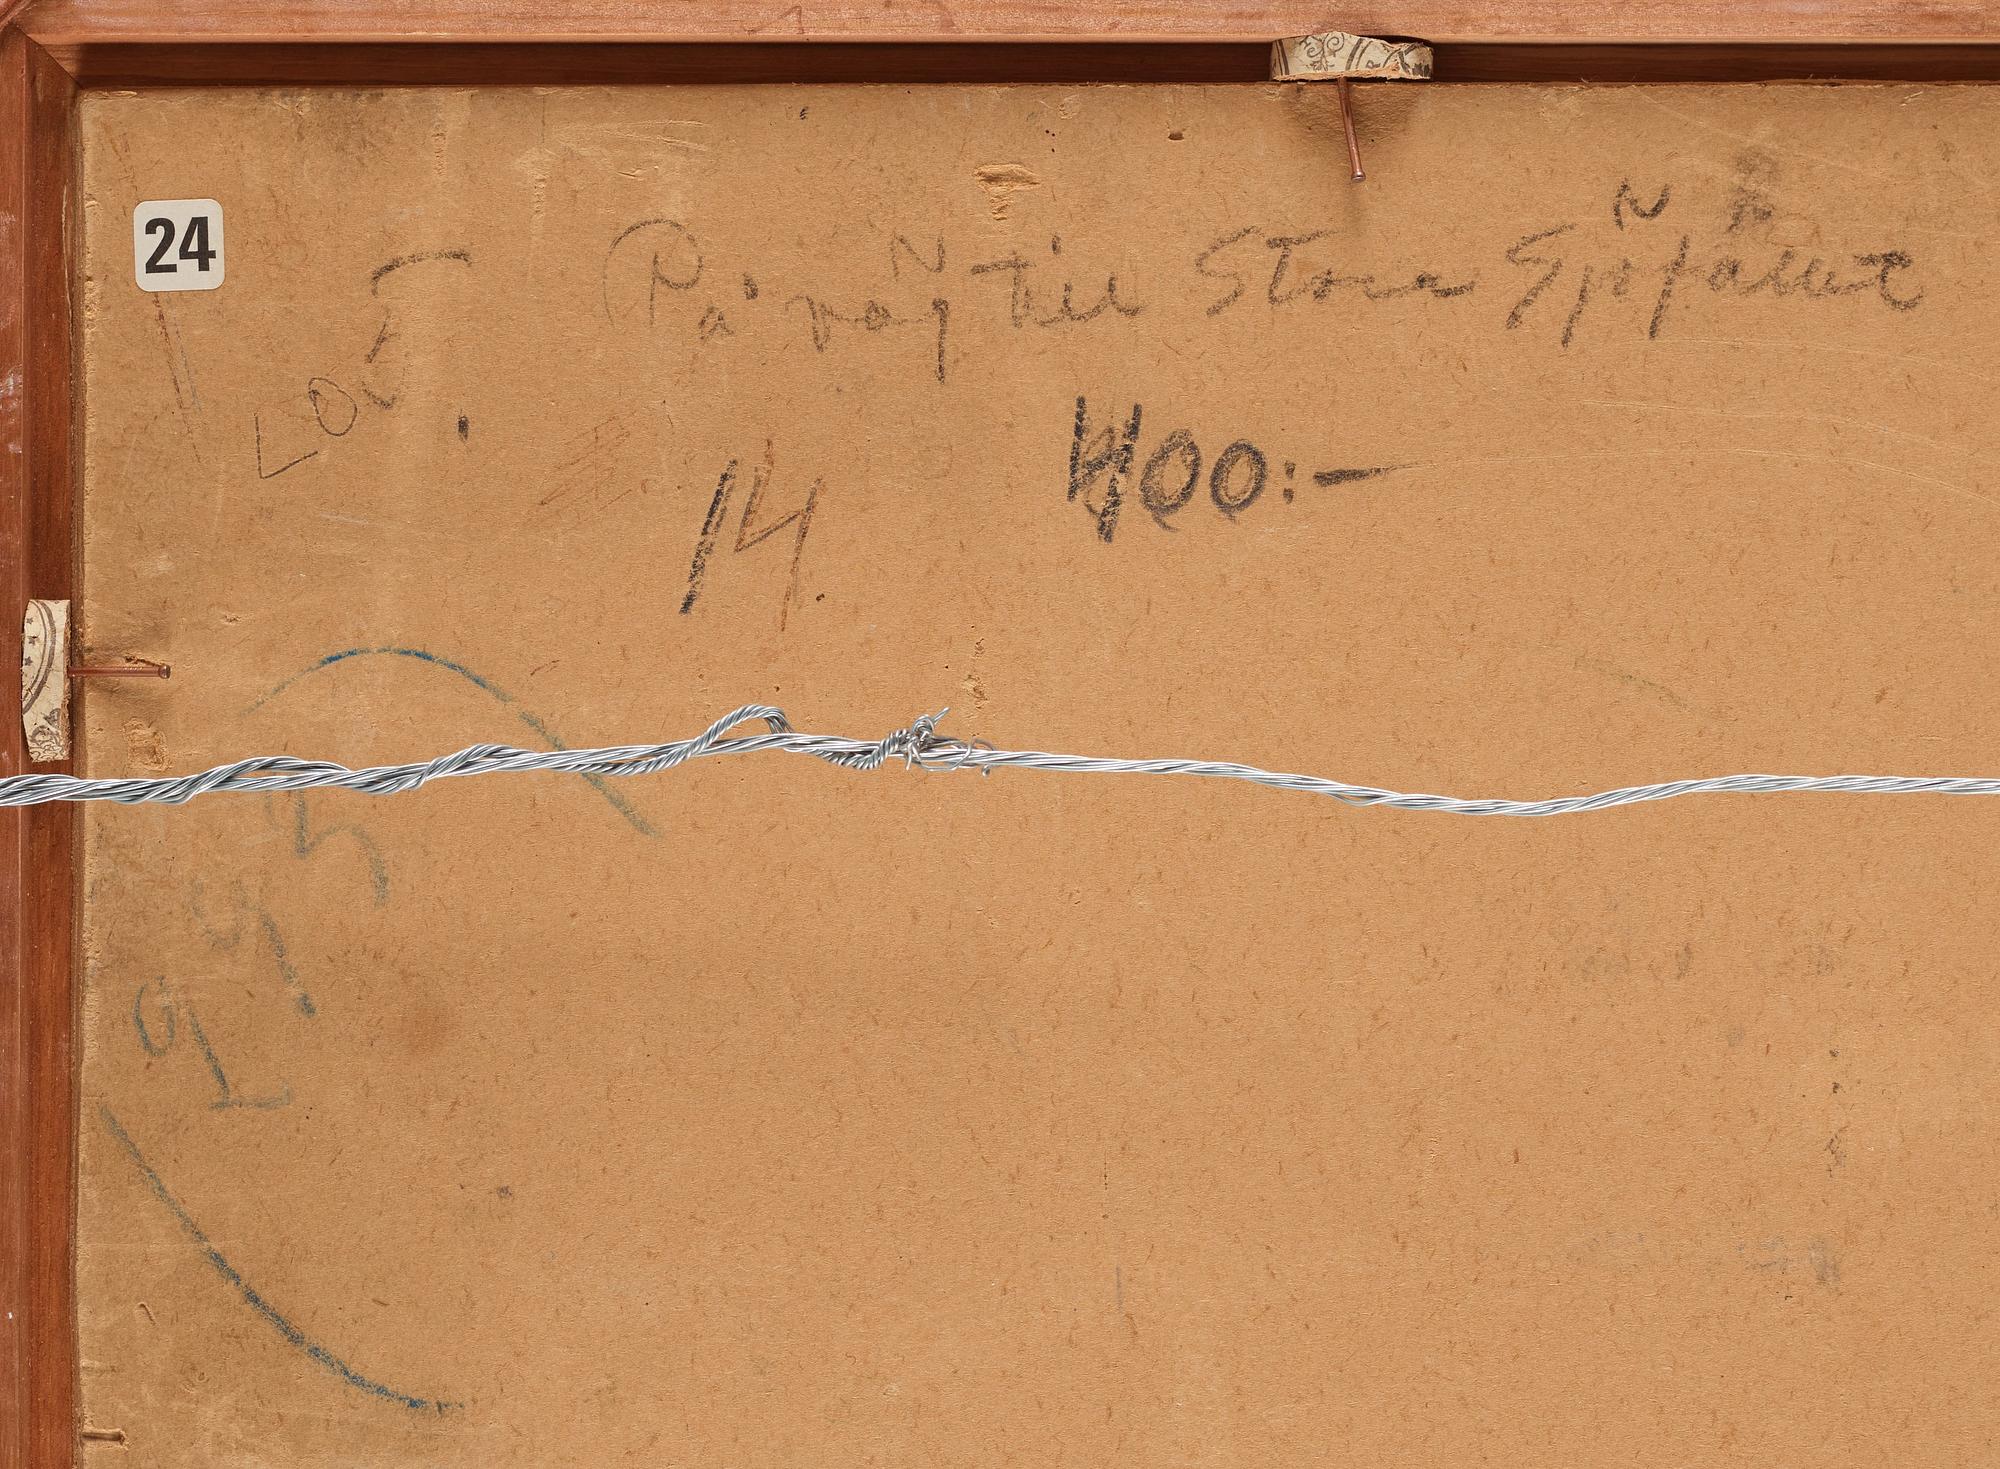 24
På väg till Stora Sjöfallet
400:-
14.